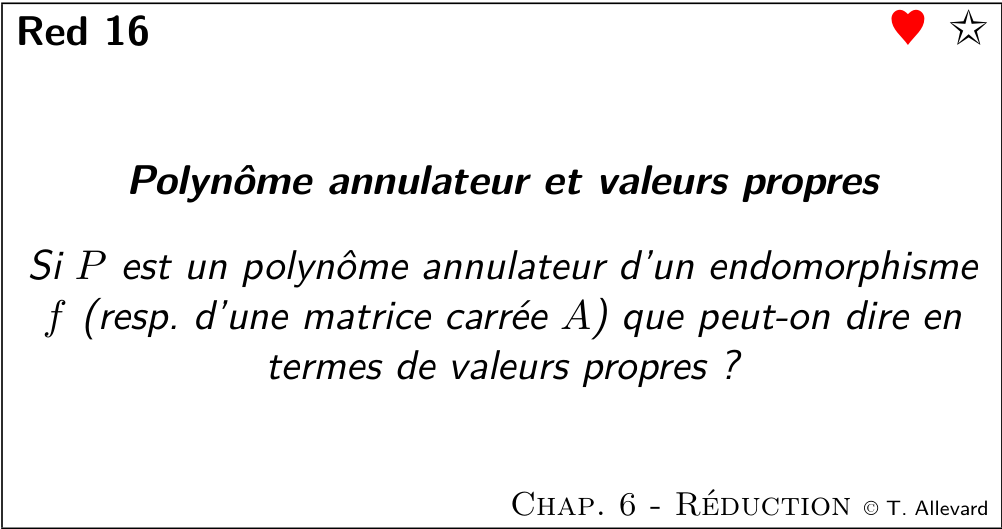 Red 16 ♥ ☆
Polynôme annulateur et valeurs propres
Si P est un polynôme annulateur d'un endomorphisme
f (resp. d'une matrice carrée A) que peut-on dire en
termes de valeurs propres ?
Chap. 6 - Réduction © T. Allevard